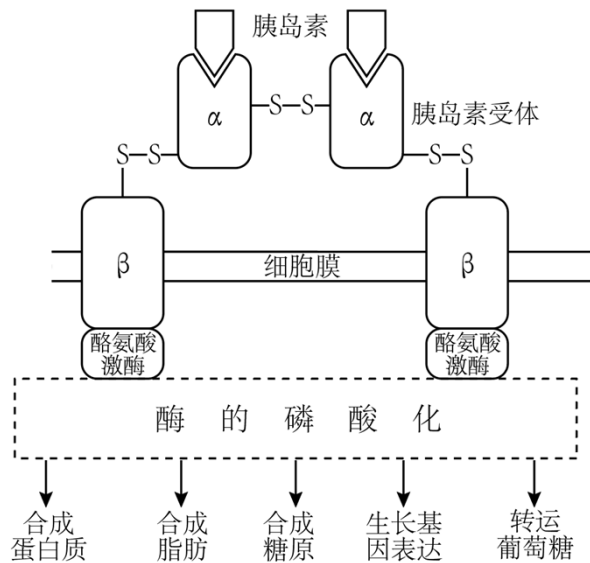 胰岛素
α
α
S S
胰岛素受体
S S
S S
β
β
细胞膜
酪氨酸
激酶
酪氨酸
激酶
酶的磷酸化
合成
蛋白质
合成
脂肪
合成
糖原
生长基
因表达
转运
葡萄糖